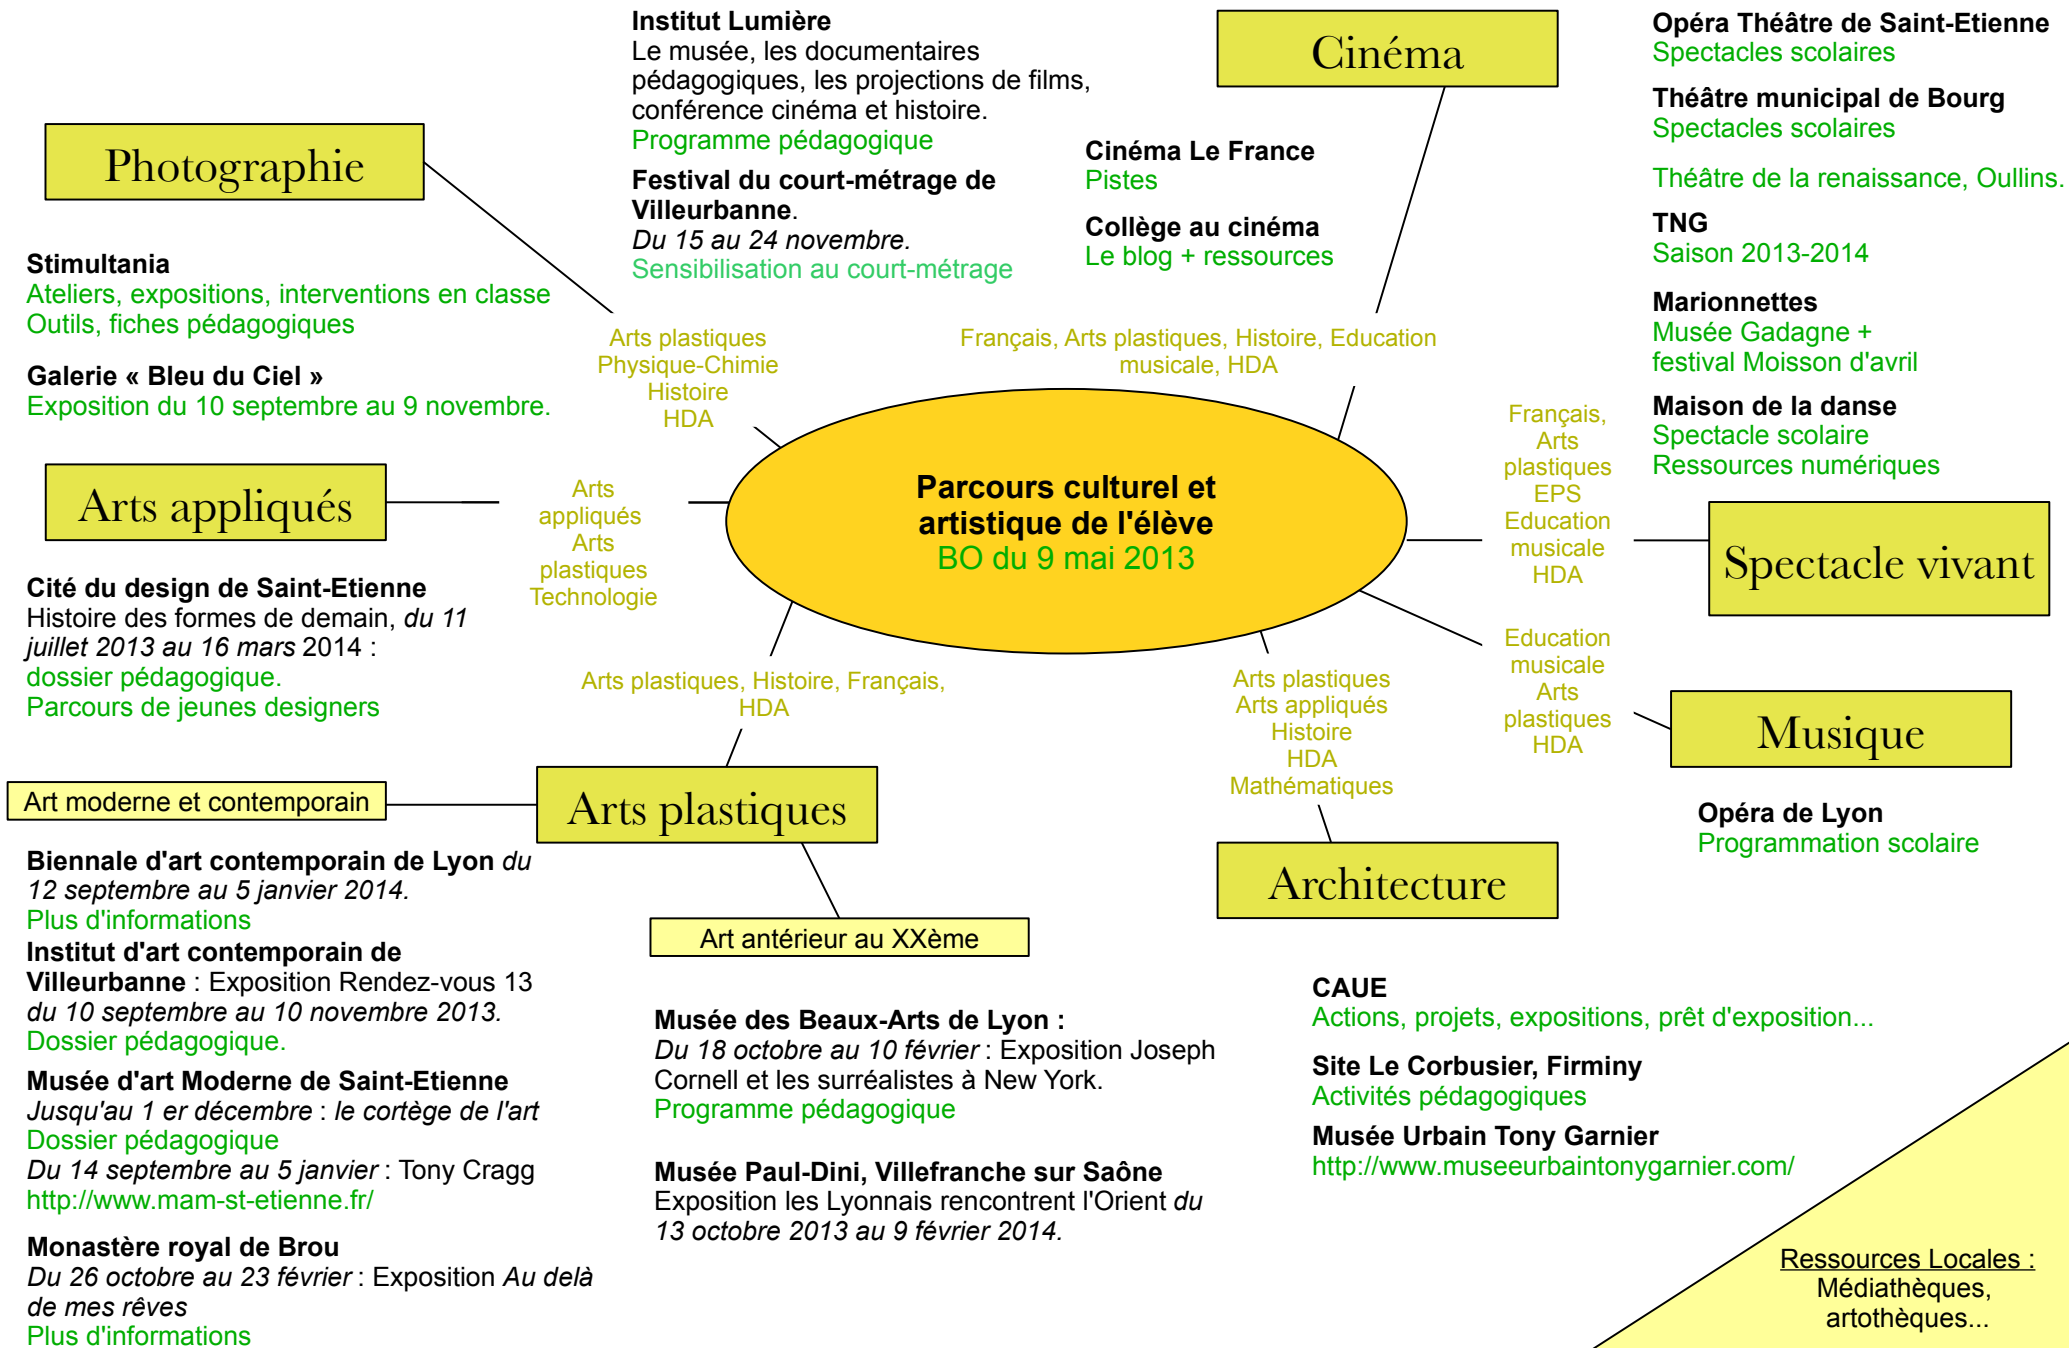 Institut Lumière
Le musée, les documentaires
pédagogiques, les projections de films,
conférence cinéma et histoire.
Programme pédagogique
Festival du court-métrage de
Villeurbanne.
Du 15 au 24 novembre.
Sensibilisation au court-métrage
Cinéma
Cinéma Le France
Pistes
Collège au cinéma
Le blog + ressources
Opéra Théâtre de Saint-Etienne
Spectacles scolaires
Théâtre municipal de Bourg
Spectacles scolaires
Théâtre de la renaissance, Oullins.
TNG
Saison 2013-2014
Marionnettes
Musée Gadagne +
festival Moisson d'avril
Maison de la danse
Spectacle scolaire
Ressources numériques
Photographie
Stimultania
Ateliers, expositions, interventions en classe
Outils, fiches pédagogiques
Galerie « Bleu du Ciel »
Exposition du 10 septembre au 9 novembre.
Arts plastiques
Physique-Chimie
Histoire
HDA
Français, Arts plastiques, Histoire, Education
musicale, HDA
Français,
Arts
plastiques
EPS
Education
musicale
HDA
Arts appliqués
Arts
appliqués
Arts
plastiques
Technologie
Parcours culturel et
artistique de l'élève
BO du 9 mai 2013
Spectacle vivant
Cité du design de Saint-Etienne
Histoire des formes de demain, du 11
juillet 2013 au 16 mars 2014 :
dossier pédagogique.
Parcours de jeunes designers
Arts plastiques, Histoire, Français,
HDA
Arts plastiques
Arts appliqués
Histoire
HDA
Mathématiques
Education
musicale
Arts
plastiques
HDA
Musique
Opéra de Lyon
Programmation scolaire
Art moderne et contemporain
Arts plastiques
Architecture
Biennale d'art contemporain de Lyon du
12 septembre au 5 janvier 2014.
Plus d'informations
Institut d'art contemporain de
Villeurbanne : Exposition Rendez-vous 13
du 10 septembre au 10 novembre 2013.
Dossier pédagogique.
Musée d'art Moderne de Saint-Etienne
Jusqu'au 1 er décembre : le cortège de l'art
Dossier pédagogique
Du 14 septembre au 5 janvier : Tony Cragg
http://www.mam-st-etienne.fr/
Monastère royal de Brou
Du 26 octobre au 23 février : Exposition Au delà
de mes rêves
Plus d'informations
Art antérieur au XXème
Musée des Beaux-Arts de Lyon :
Du 18 octobre au 10 février : Exposition Joseph
Cornell et les surréalistes à New York.
Programme pédagogique
Musée Paul-Dini, Villefranche sur Saône
Exposition les Lyonnais rencontrent l'Orient du
13 octobre 2013 au 9 février 2014.
CAUE
Actions, projets, expositions, prêt d'exposition...
Site Le Corbusier, Firminy
Activités pédagogiques
Musée Urbain Tony Garnier
http://www.museeurbaintonygarnier.com/
Ressources Locales :
Médiathèques,
artothèques...